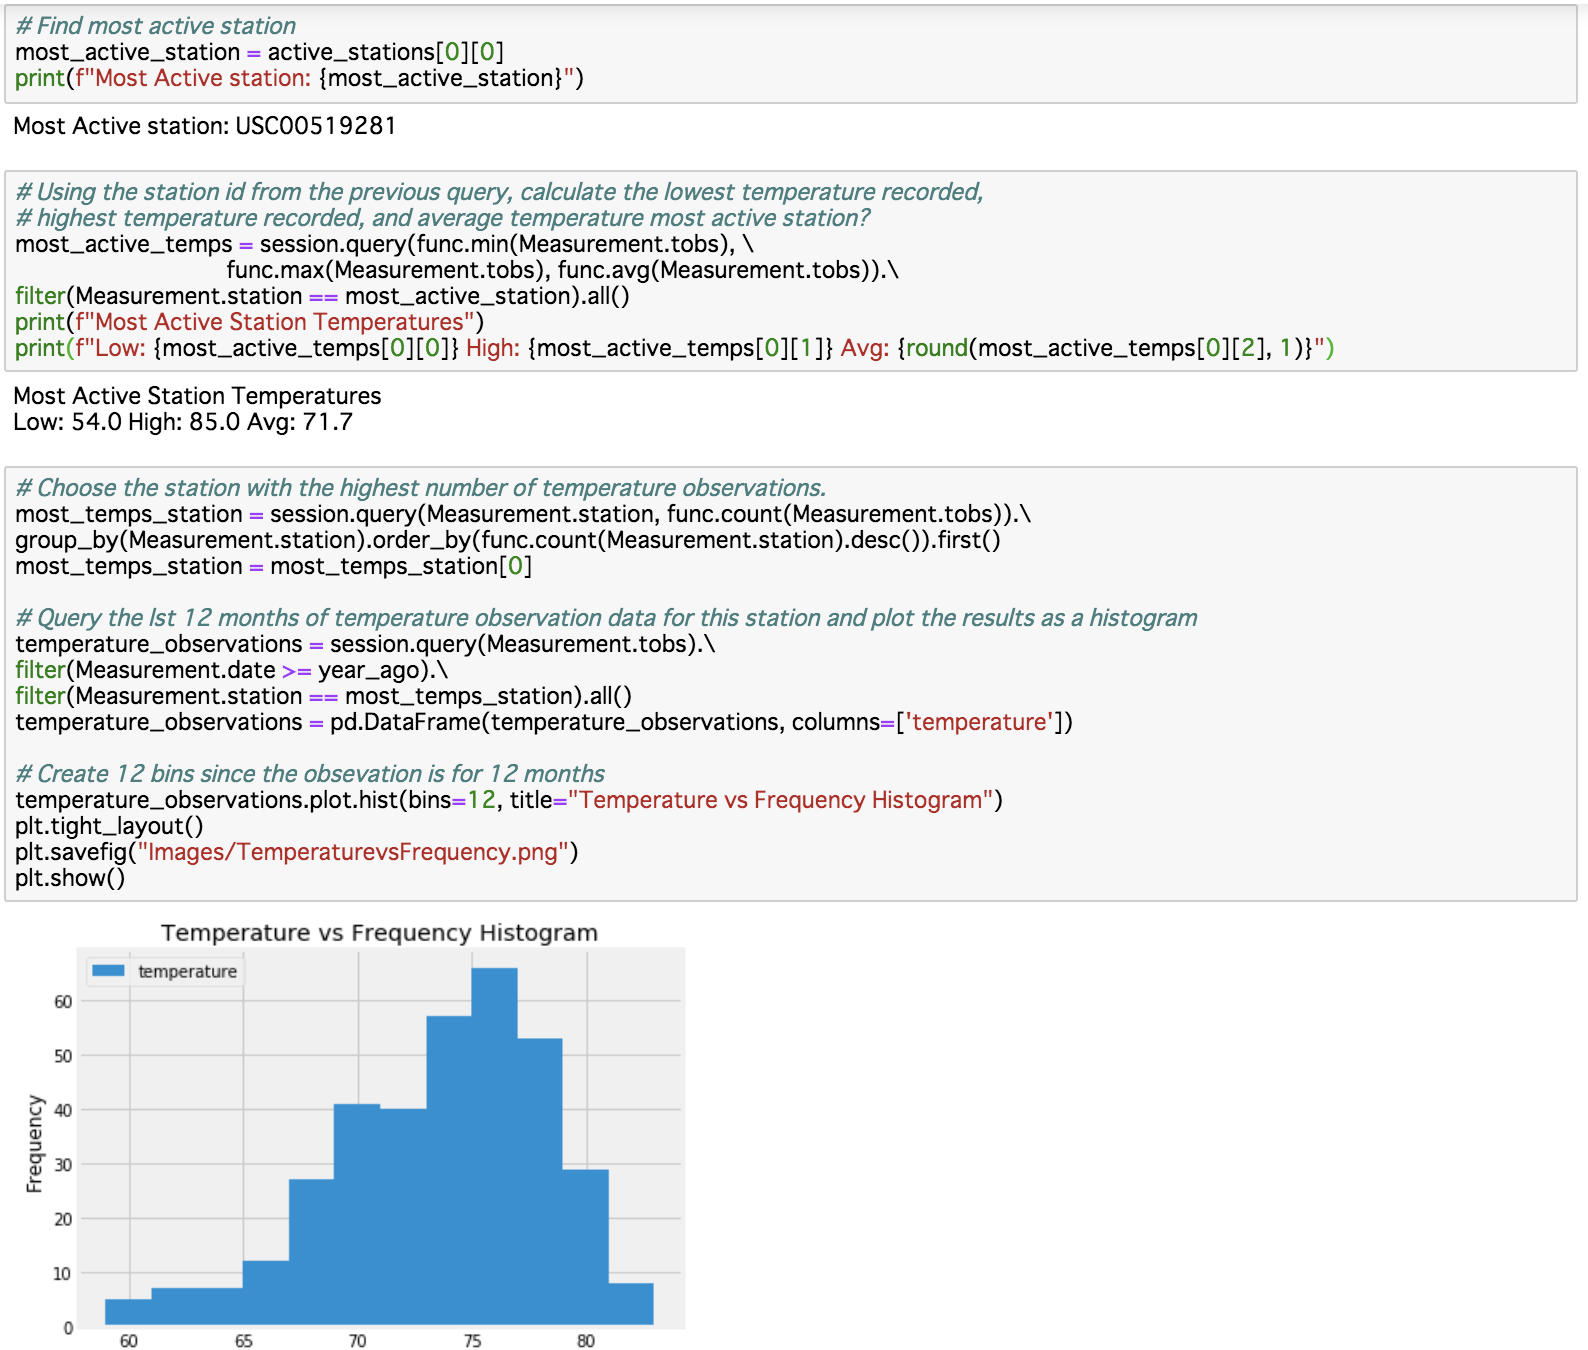 # Find most active station
most_active_station = active_stations[0][0]
print(f"Most Active station: {most_active_station}")
Most Active station: USC00519281
# Using the station id from the previous query, calculate the lowest temperature recorded,
# highest temperature recorded, and average temperature most active station?
most_active_temps = session.query(func.min(Measurement.tobs), \
func.max(Measurement.tobs), func.avg(Measurement.tobs)).\
filter(Measurement.station == most_active_station).all()
print(f"Most Active Station Temperatures")
print(f"Low: {most_active_temps[0][0]} High: {most_active_temps[0][1]} Avg: {round(most_active_temps[0][2], 1)}")
Most Active Station Temperatures
Low: 54.0 High: 85.0 Avg: 71.7
# Choose the station with the highest number of temperature observations.
most_temps_station = session.query(Measurement.station, func.count(Measurement.tobs)).\
group_by(Measurement.station).order_by(func.count(Measurement.station).desc()).first()
most_temps_station = most_temps_station[0]
# Query the lst 12 months of temperature observation data for this station and plot the results as a histogram
temperature_observations = session.query(Measurement.tobs).\
filter(Measurement.date >= year_ago).\
filter(Measurement.station == most_temps_station).all()
temperature_observations = pd.DataFrame(temperature_observations, columns=['temperature'])
# Create 12 bins since the obsevation is for 12 months
temperature_observations.plot.hist(bins=12, title="Temperature vs Frequency Histogram")
plt.tight_layout()
plt.savefig("Images/TemperaturevsFrequency.png")
plt.show()
Temperature vs Frequency Histogram
temperature
Frequency
60
50
40
30
20
10
0
60 65 70 75 80